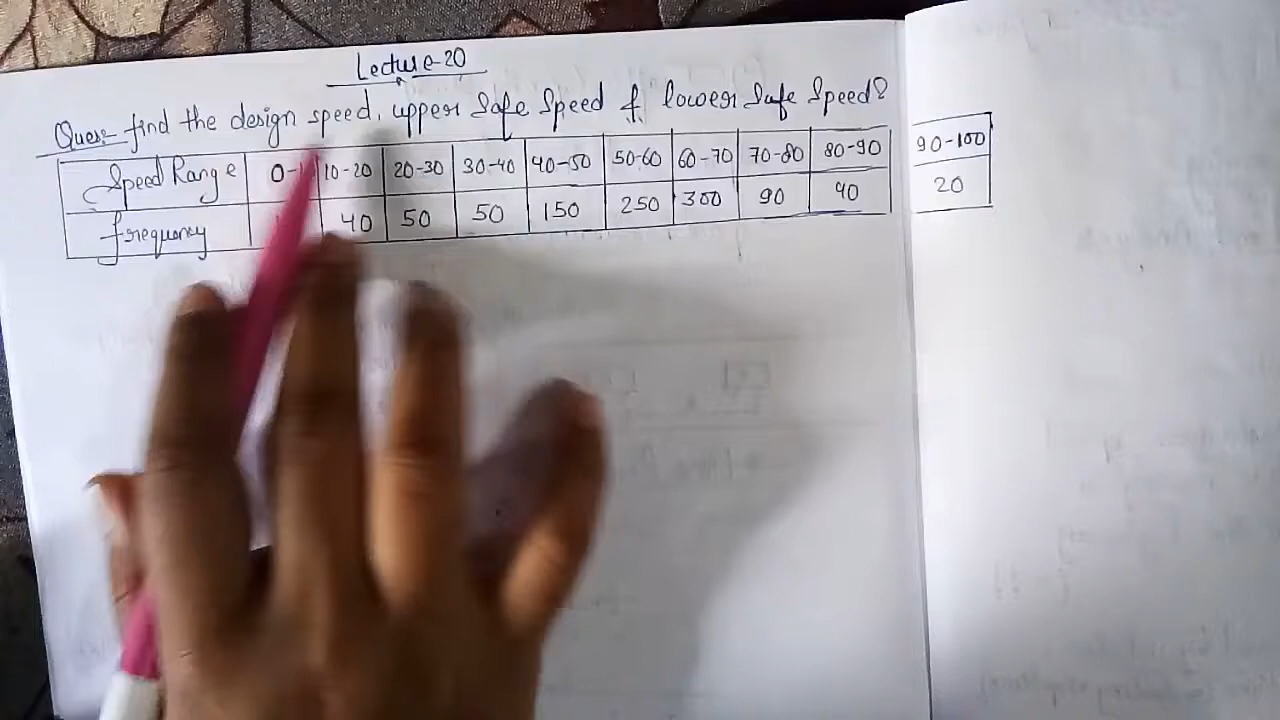 Lecture-20
Ques:- find the design speed, upper Safe Speed & lower Safe Speed?
Speed Range 10-20 20-30 30-40 40-50 50-60 60-70 70-80 80-90 90-100
frequency 40 50 50 150 250 300 90 40 20